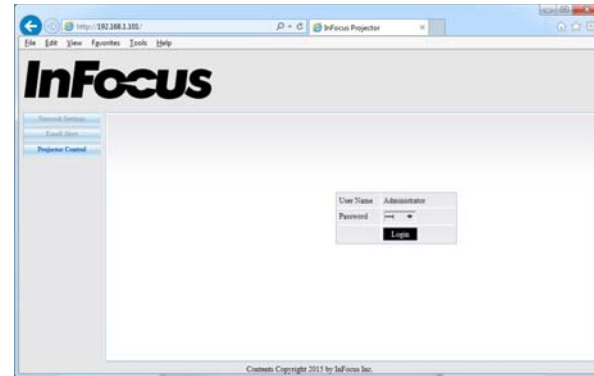 http://192.168.1.101/
InFocus Projector
File Edit View Favorites Tools Help
InFocus
Network Settings
Email Alert
Projector Control
User Name Administrator
Password
Login
Contents Copyright 2015 by InFocus Inc.